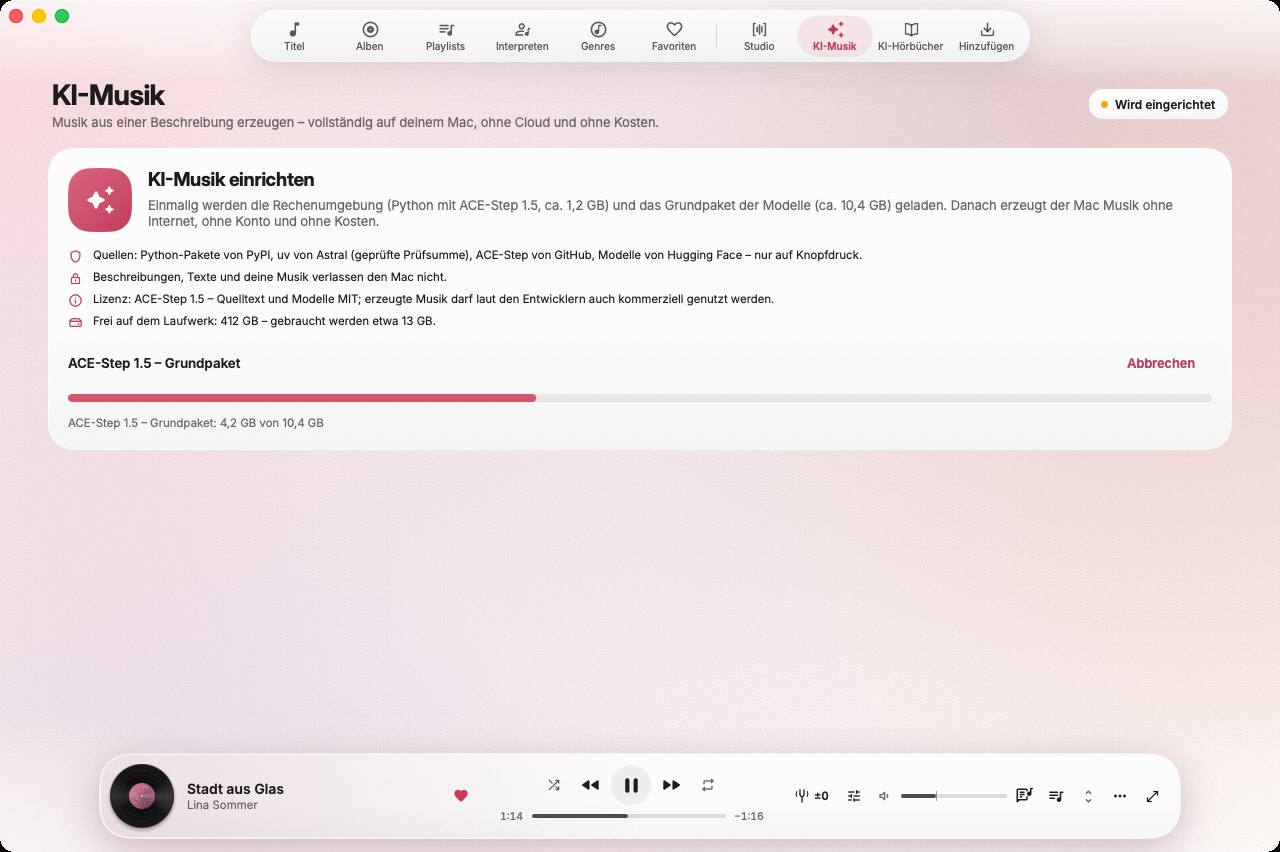 Titel
Alben
Playlists
Interpreten
Genres
Favoriten
Studio
KI-Musik
KI-Hörbücher
Hinzufügen
KI-Musik
Musik aus einer Beschreibung erzeugen – vollständig auf deinem Mac, ohne Cloud und ohne Kosten.
Wird eingerichtet
KI-Musik einrichten
Einmalig werden die Rechenumgebung (Python mit ACE-Step 1.5, ca. 1,2 GB) und das Grundpaket der Modelle (ca. 10,4 GB) geladen. Danach erzeugt der Mac Musik ohne
Internet, ohne Konto und ohne Kosten.
Quellen: Python-Pakete von PyPI, uv von Astral (geprüfte Prüfsumme), ACE-Step von GitHub, Modelle von Hugging Face – nur auf Knopfdruck.
Beschreibungen, Texte und deine Musik verlassen den Mac nicht.
Lizenz: ACE-Step 1.5 – Quelltext und Modelle MIT; erzeugte Musik darf laut den Entwicklern auch kommerziell genutzt werden.
Frei auf dem Laufwerk: 412 GB – gebraucht werden etwa 13 GB.
ACE-Step 1.5 – Grundpaket
Abbrechen
ACE-Step 1.5 – Grundpaket: 4,2 GB von 10,4 GB
Stadt aus Glas
Lina Sommer
1:14
−1:16
±0